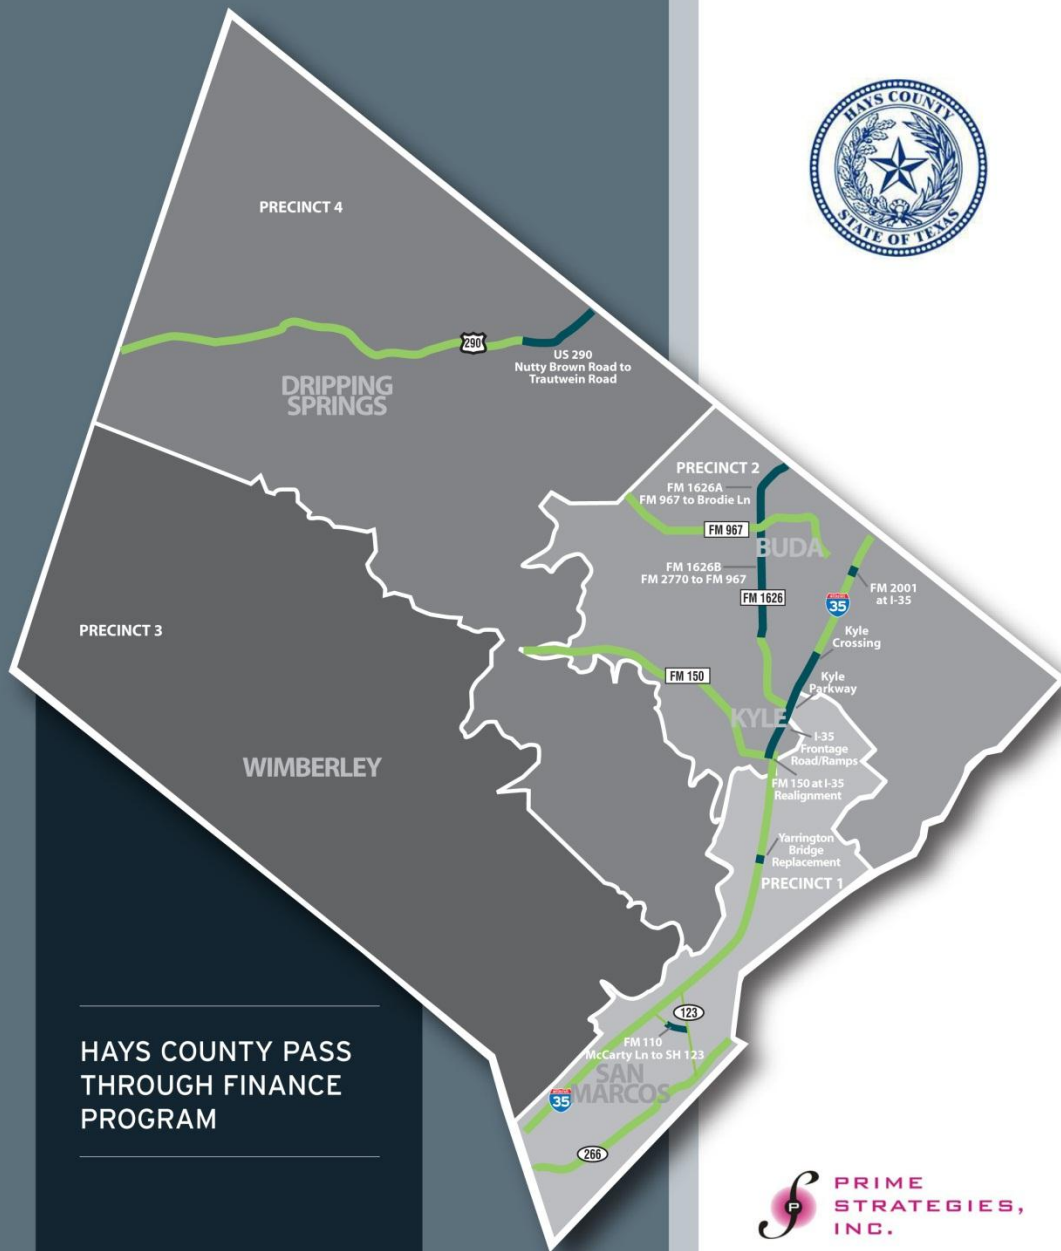 HAYS COUNTY
STATE OF TEXAS
PRECINCT 4
290
US 290
Nutty Brown Road to
Trautwein Road
DRIPPING
SPRINGS
PRECINCT 2
FM 1626A
FM 967 to Brodie Ln
FM 967
BUDA
FM 1626B
FM 2770 to FM 967
FM 1626
35
FM 2001
at I-35
Kyle
Crossing
PRECINCT 3
FM 150
Kyle
Parkway
KYLE
I-35
Frontage
Road/Ramps
WIMBERLEY
FM 150 at I-35
Realignment
Yarrington
Bridge
Replacement
PRECINCT 1
123
FM 110
McCarty Ln to SH 123
SAN
MARCOS
35
266
HAYS COUNTY PASS
THROUGH FINANCE
PROGRAM
P
PRIME
STRATEGIES,
INC.